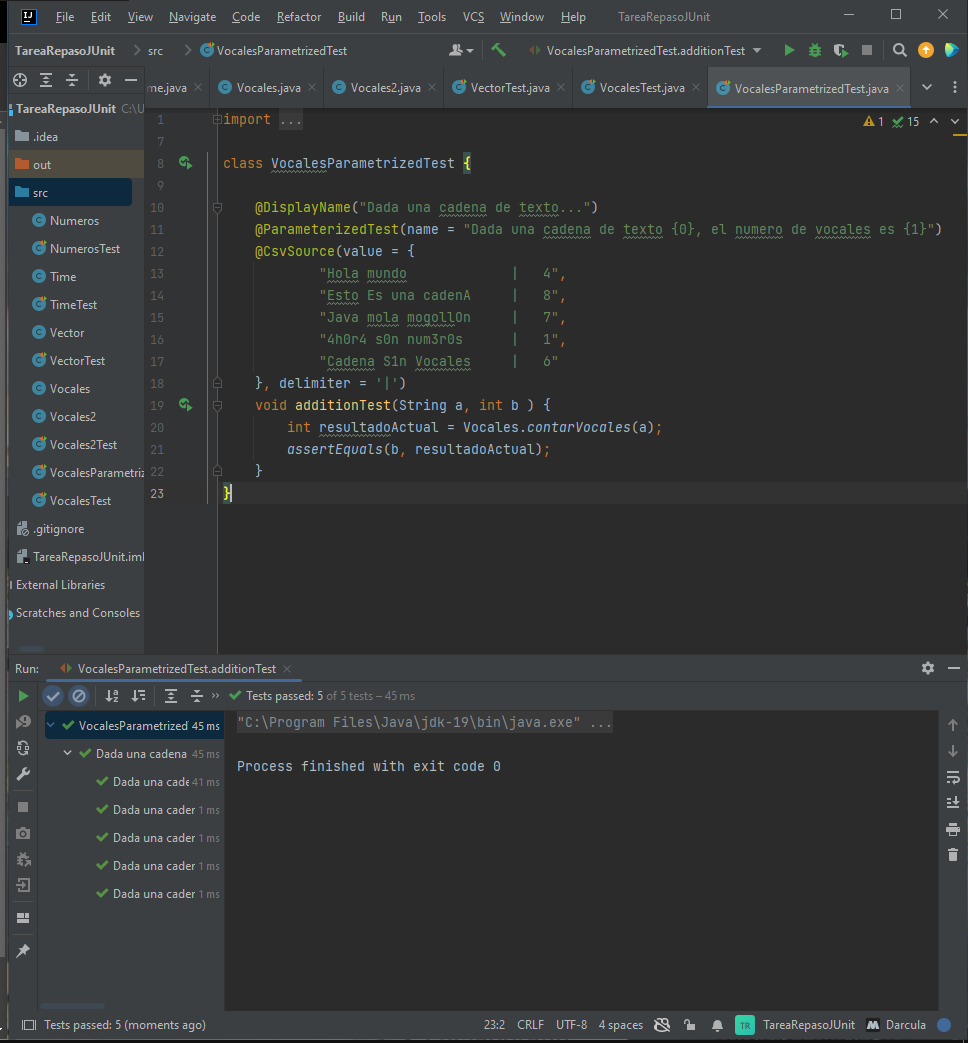 File Edit View Navigate Code Refactor Build Run Tools VCS Window Help TareaRepasoJUnit
TareaRepasoJUnit src VocalesParametrizedTest VocalesParametrizedTest.additionTest
me.java Vocales.java Vocales2.java VectorTest.java VocalesTest.java VocalesParametrizedTest.java
TareaRepasoJUnit C:\U
.idea
out
src
Numeros
NumerosTest
Time
TimeTest
Vector
VectorTest
Vocales
Vocales2
Vocales2Test
VocalesParametriz
VocalesTest
.gitignore
TareaRepasoJUnit.iml
External Libraries
Scratches and Consoles
1 import ... 1 15
7
8 class VocalesParametrizedTest {
9
10 @DisplayName("Dada una cadena de texto...")
11 @ParameterizedTest(name = "Dada una cadena de texto {0}, el numero de vocales es {1}")
12 @CsvSource(value = {
13 "Hola mundo | 4",
14 "Esto Es una cadenA | 8",
15 "Java mola mogollOn | 7",
16 "4h0r4 s0n num3r0s | 1",
17 "Cadena S1n Vocales | 6"
18 }, delimiter = '|')
19 void additionTest(String a, int b ) {
20 int resultadoActual = Vocales.contarVocales(a);
21 assertEquals(b, resultadoActual);
22 }
23 }
Run: VocalesParametrizedTest.additionTest
Tests passed: 5 of 5 tests – 45 ms
VocalesParametrized 45 ms
Dada una cadena 45 ms
Dada una cade 41 ms
Dada una cader 1 ms
Dada una cader 1 ms
Dada una cader 1 ms
Dada una cader 1 ms
"C:\Program Files\Java\jdk-19\bin\java.exe" ...
Process finished with exit code 0
Tests passed: 5 (moments ago) 23:2 CRLF UTF-8 4 spaces TR TareaRepasoJUnit Darcula